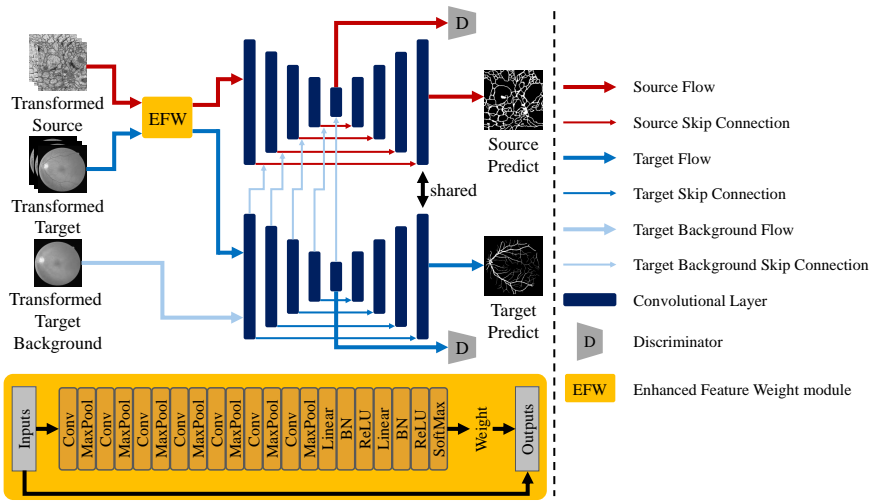 D
Transformed
Source
EFW
Source
Predict
Transformed
Target
shared
Transformed
Target
Background
Target
Predict
D
Source Flow
Source Skip Connection
Target Flow
Target Skip Connection
Target Background Flow
Target Background Skip Connection
Convolutional Layer
D
Discriminator
EFW
Enhanced Feature Weight module
Inputs
Conv
MaxPool
Conv
MaxPool
Conv
MaxPool
Conv
MaxPool
Conv
MaxPool
Conv
MaxPool
Conv
MaxPool
Linear
BN
ReLU
Linear
BN
ReLU
SoftMax
Weight
Outputs